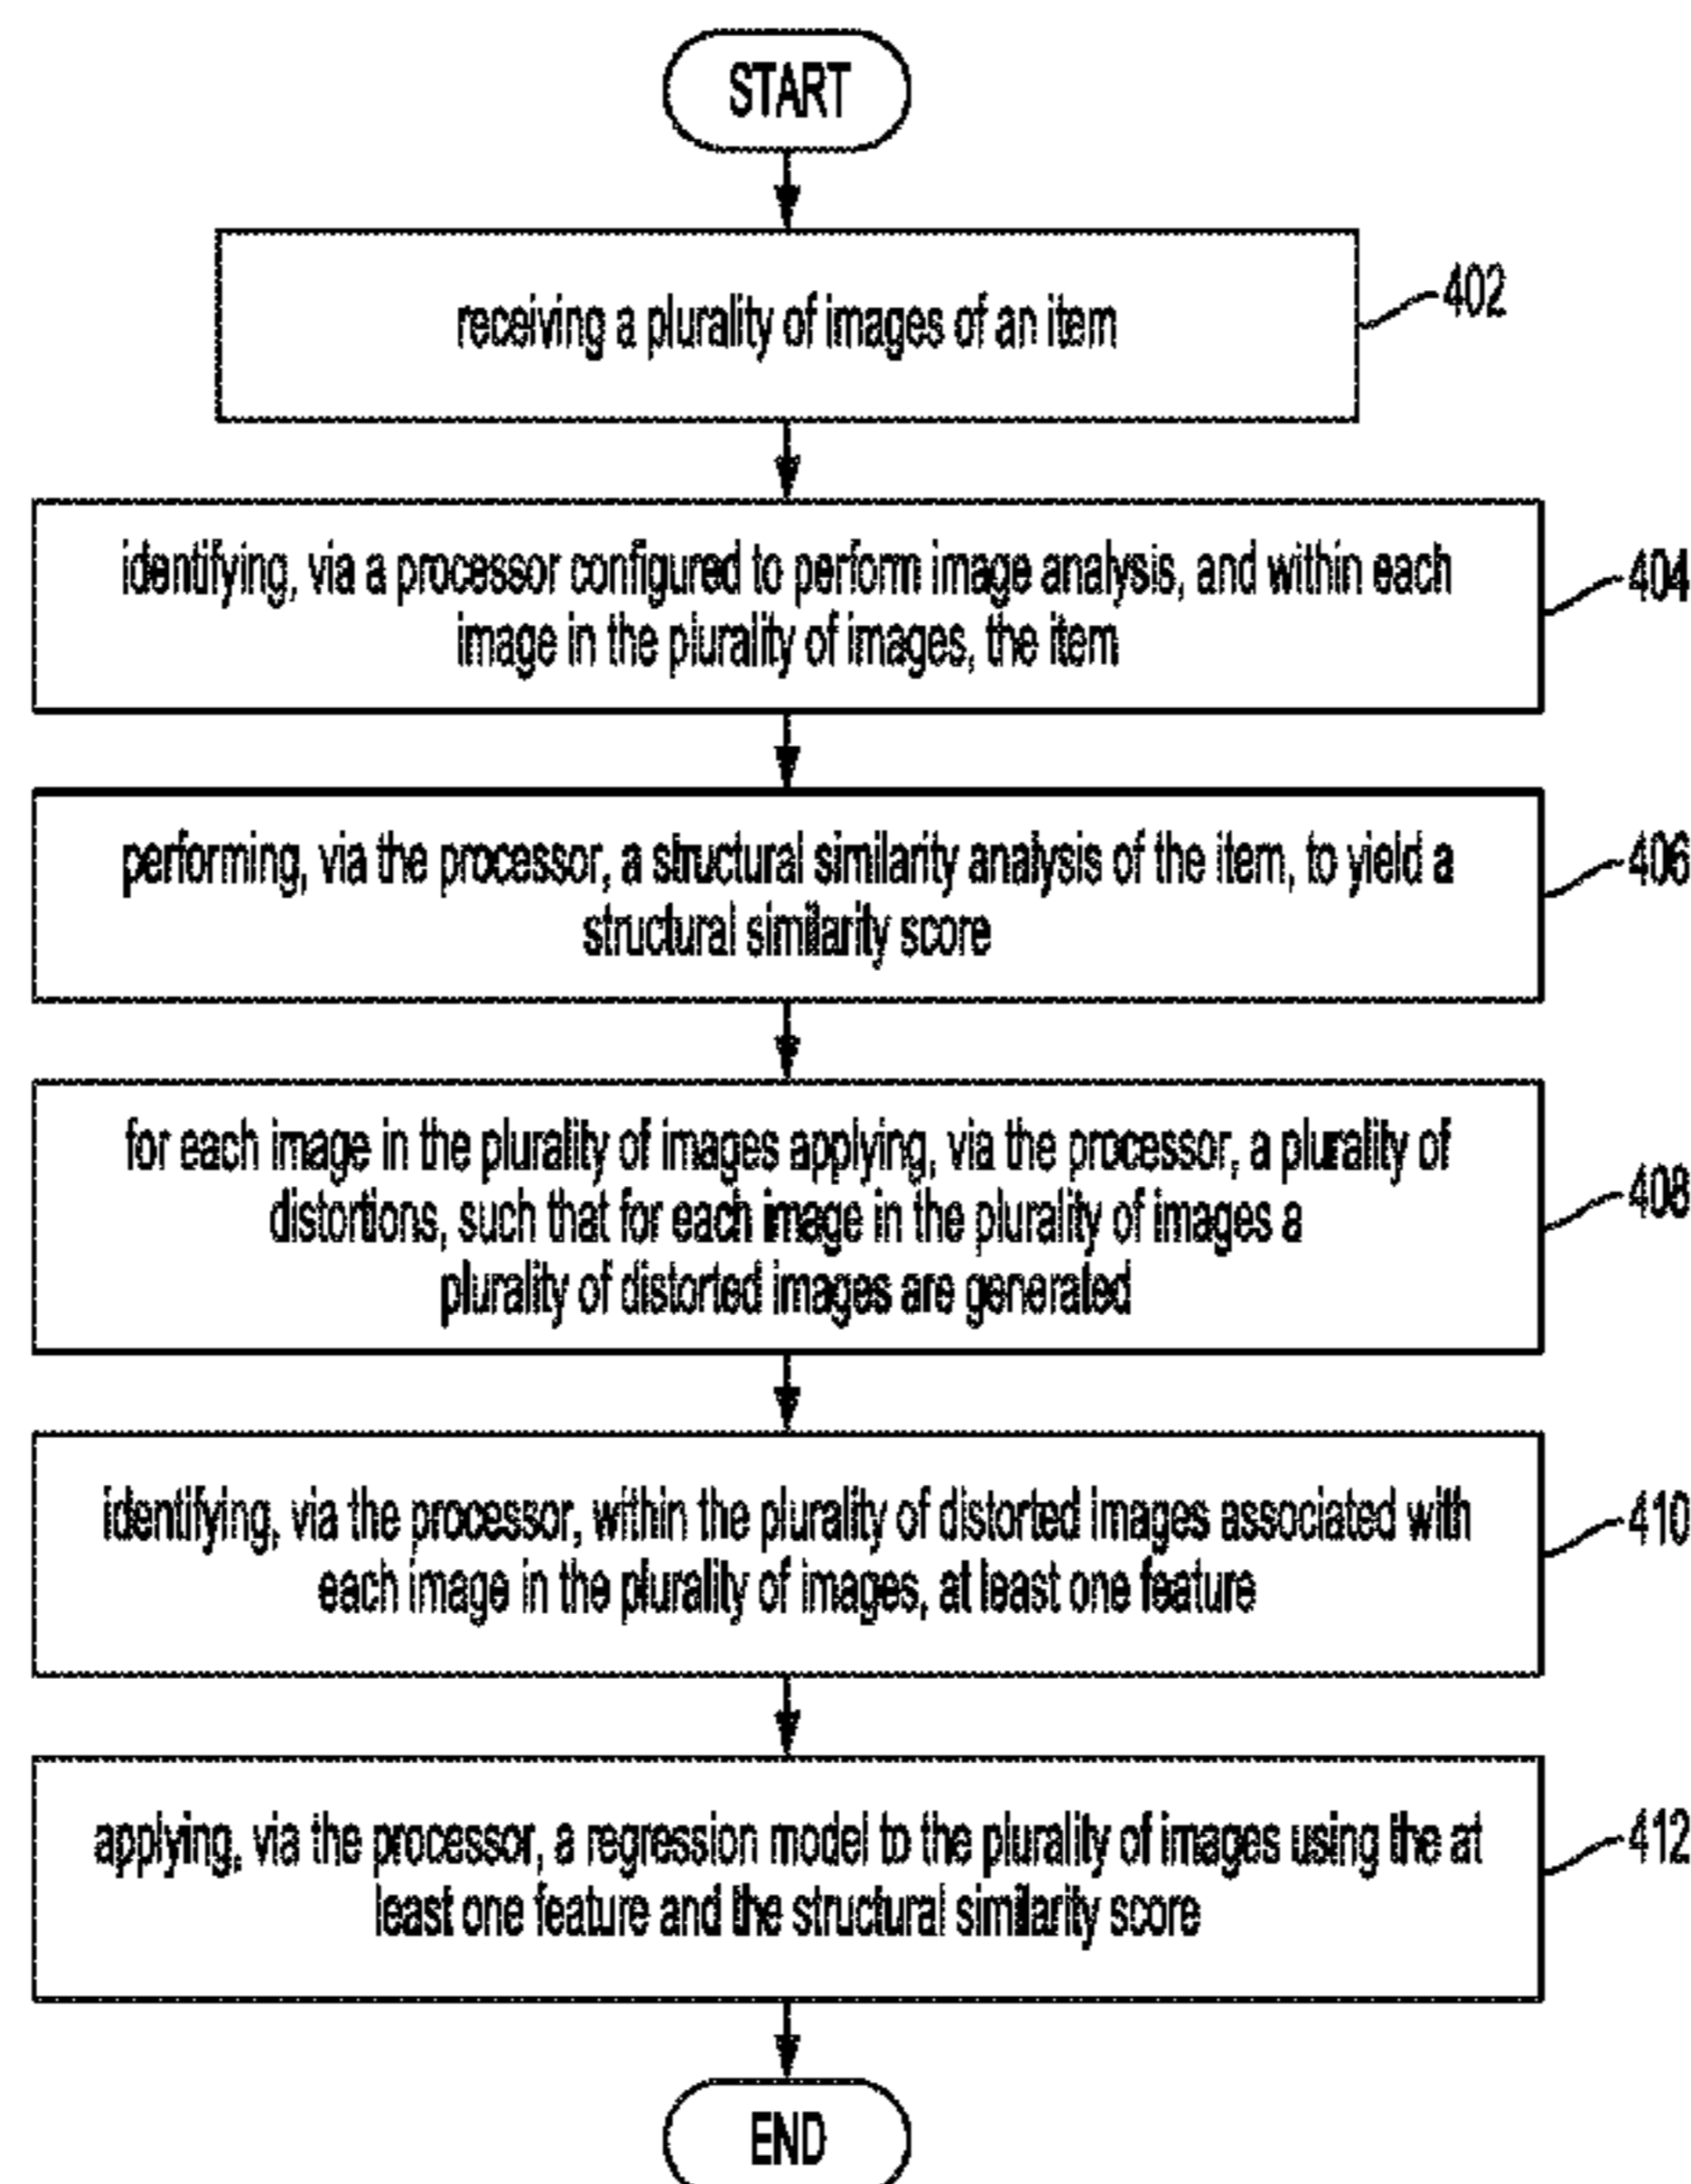 START
receiving a plurality of images of an item
402
identifying, via a processor configured to perform image analysis, and within each
image in the plurality of images, the item
404
performing, via the processor, a structural similarity analysis of the item, to yield a
structural similarity score
406
for each image in the plurality of images applying, via the processor, a plurality of
distortions, such that for each image in the plurality of images a
plurality of distorted images are generated
408
identifying, via the processor, within the plurality of distorted images associated with
each image in the plurality of images, at least one feature
410
applying, via the processor, a regression model to the plurality of images using the at
least one feature and the structural similarity score
412
END